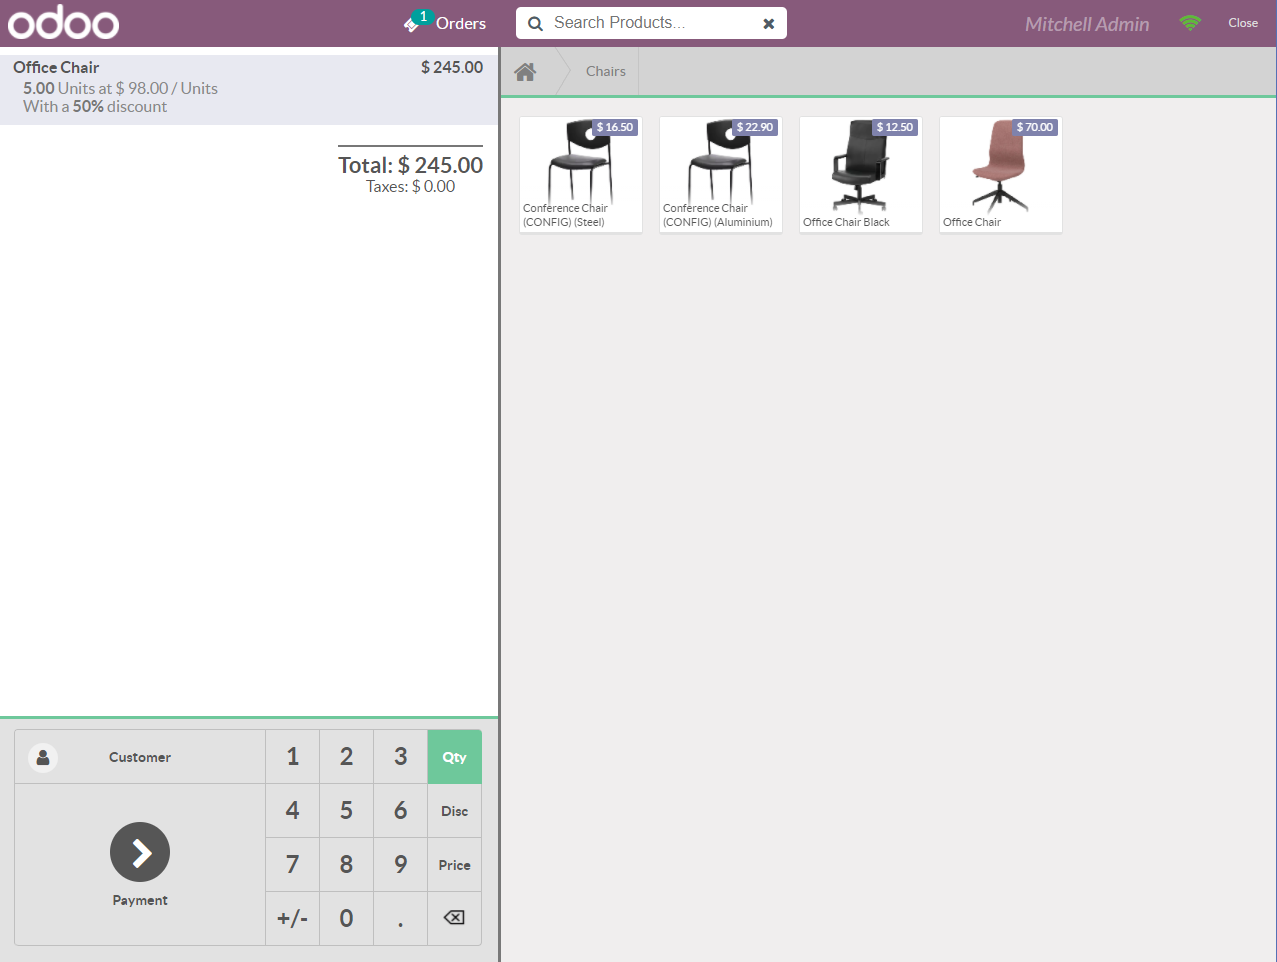 odoo
1
Orders
Search Products...
Mitchell Admin
Close
Office Chair $ 245.00
5.00 Units at $ 98.00 / Units
With a 50% discount
Total: $ 245.00
Taxes: $ 0.00
Chairs
$ 16.50
Conference Chair
(CONFIG) (Steel)
$ 22.90
Conference Chair
(CONFIG) (Aluminium)
$ 12.50
Office Chair Black
$ 70.00
Office Chair
Customer
Payment
1 2 3 Qty
4 5 6 Disc
7 8 9 Price
+/- 0 .